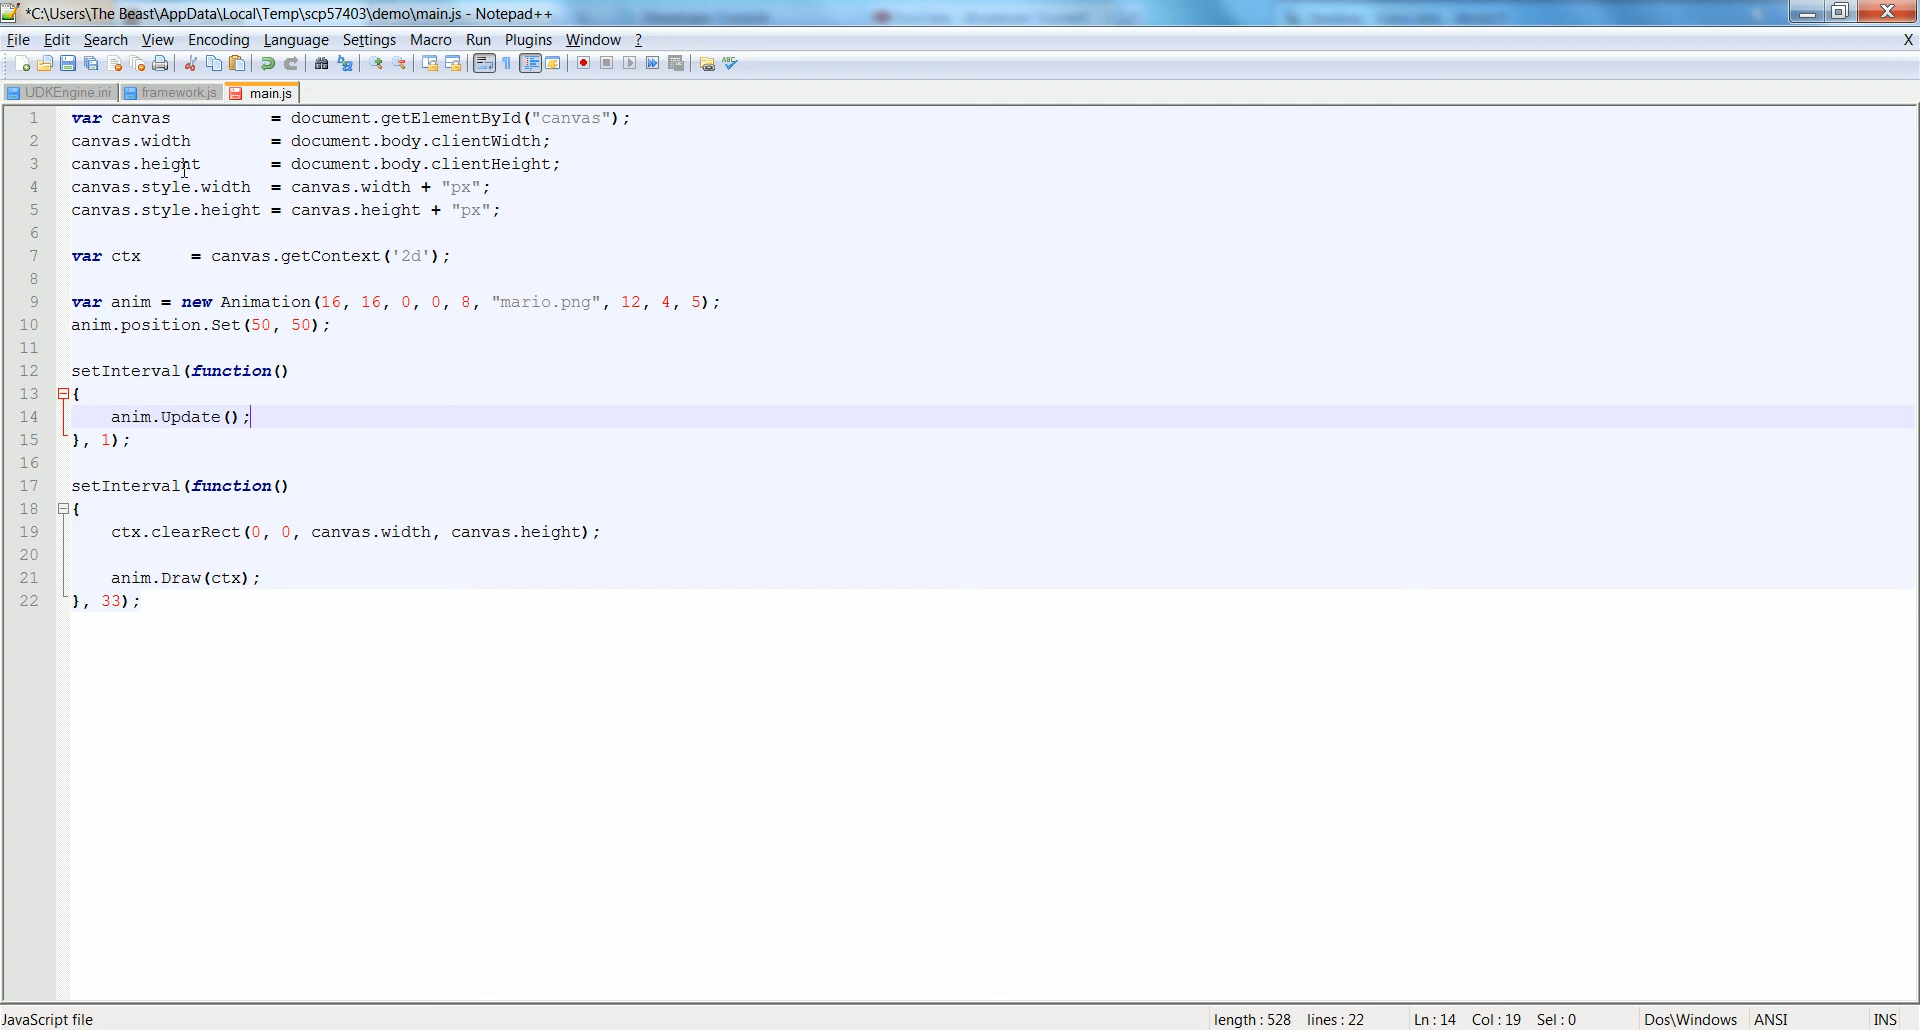 *C:\Users\The Beast\AppData\Local\Temp\scp57403\demo\main.js - Notepad++
File Edit Search View Encoding Language Settings Macro Run Plugins Window ? X
UDKEngine.ini framework.js main.js
1 var canvas = document.getElementById("canvas");
2 canvas.width = document.body.clientWidth;
3 canvas.height = document.body.clientHeight;
4 canvas.style.width = canvas.width + "px";
5 canvas.style.height = canvas.height + "px";
6
7 var ctx = canvas.getContext('2d');
8
9 var anim = new Animation(16, 16, 0, 0, 8, "mario.png", 12, 4, 5);
10 anim.position.Set(50, 50);
11
12 setInterval(function()
13 {
14 anim.Update();
15 }, 1);
16
17 setInterval(function()
18 {
19 ctx.clearRect(0, 0, canvas.width, canvas.height);
20
21 anim.Draw(ctx);
22 }, 33);
JavaScript file length : 528 lines : 22 Ln : 14 Col : 19 Sel : 0 Dos\Windows ANSI INS